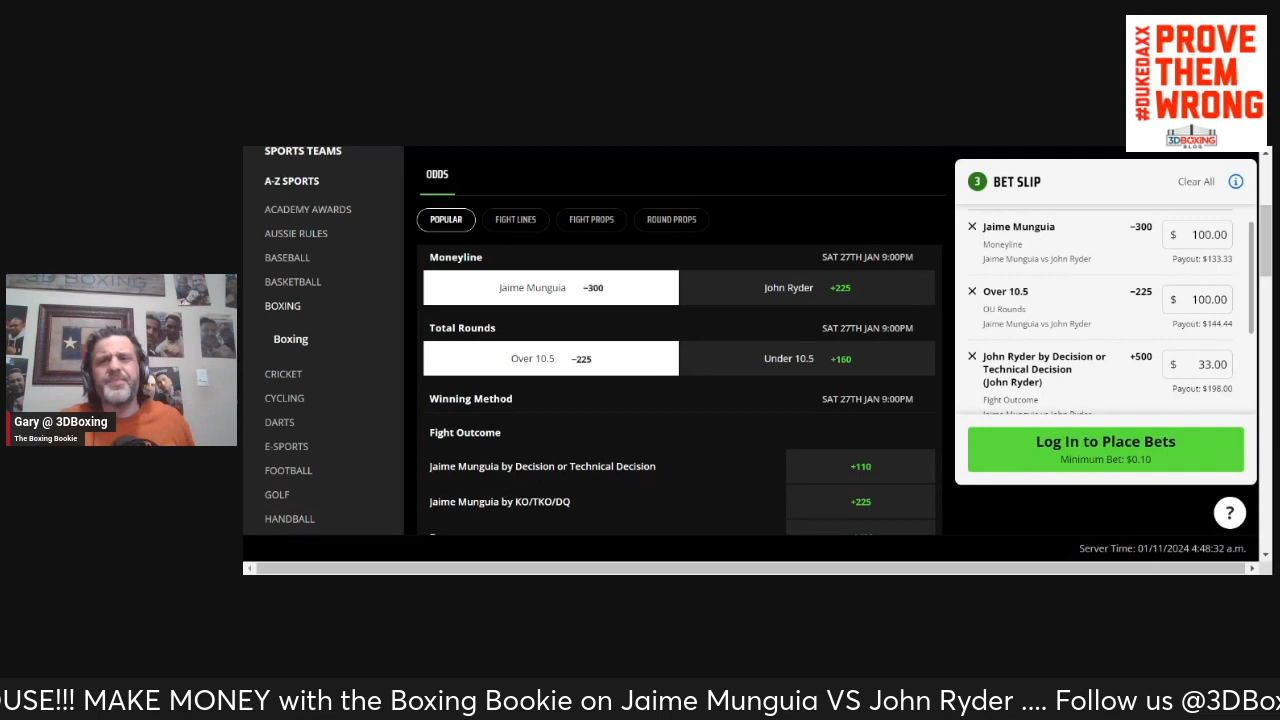 #DUKEDAXX
PROVE
THEM
WRONG
3DBOXING
BLOG
3D BOXING
Gary @ 3DBoxing
The Boxing Bookie
SPORTS TEAMS
A-Z SPORTS
ACADEMY AWARDS
AUSSIE RULES
BASEBALL
BASKETBALL
BOXING
Boxing
CRICKET
CYCLING
DARTS
E-SPORTS
FOOTBALL
GOLF
HANDBALL
ODDS
POPULAR FIGHT LINES FIGHT PROPS ROUND PROPS
Moneyline SAT 27TH JAN 9:00PM
Jaime Munguia −300 John Ryder +225
Total Rounds SAT 27TH JAN 9:00PM
Over 10.5 −225 Under 10.5 +160
Winning Method SAT 27TH JAN 9:00PM
Fight Outcome
Jaime Munguia by Decision or Technical Decision +110
Jaime Munguia by KO/TKO/DQ +225
3 BET SLIP Clear All i
× Jaime Munguia −300 $ 100.00
Moneyline
Jaime Munguia vs John Ryder Payout: $133.33
× Over 10.5 −225 $ 100.00
OU Rounds
Jaime Munguia vs John Ryder Payout: $144.44
× John Ryder by Decision or +500 $ 33.00
Technical Decision
(John Ryder) Payout: $198.00
Fight Outcome
Jaime Munguia vs John Ryder
Log In to Place Bets
Minimum Bet: $0.10
?
Server Time: 01/11/2024 4:48:32 a.m.
OUSE!!! MAKE MONEY with the Boxing Bookie on Jaime Munguia VS John Ryder .... Follow us @3DBox